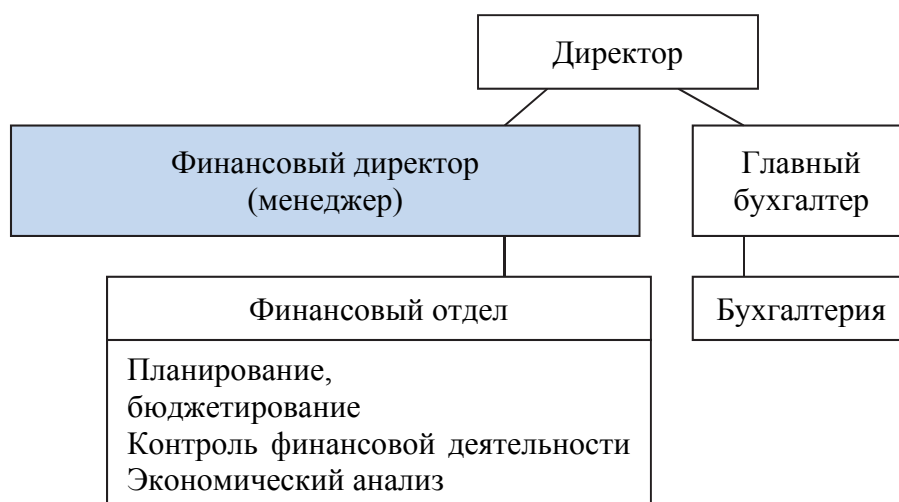 Директор
Финансовый директор
(менеджер)
Главный
бухгалтер
Финансовый отдел
Бухгалтерия
Планирование,
бюджетирование
Контроль финансовой деятельности
Экономический анализ